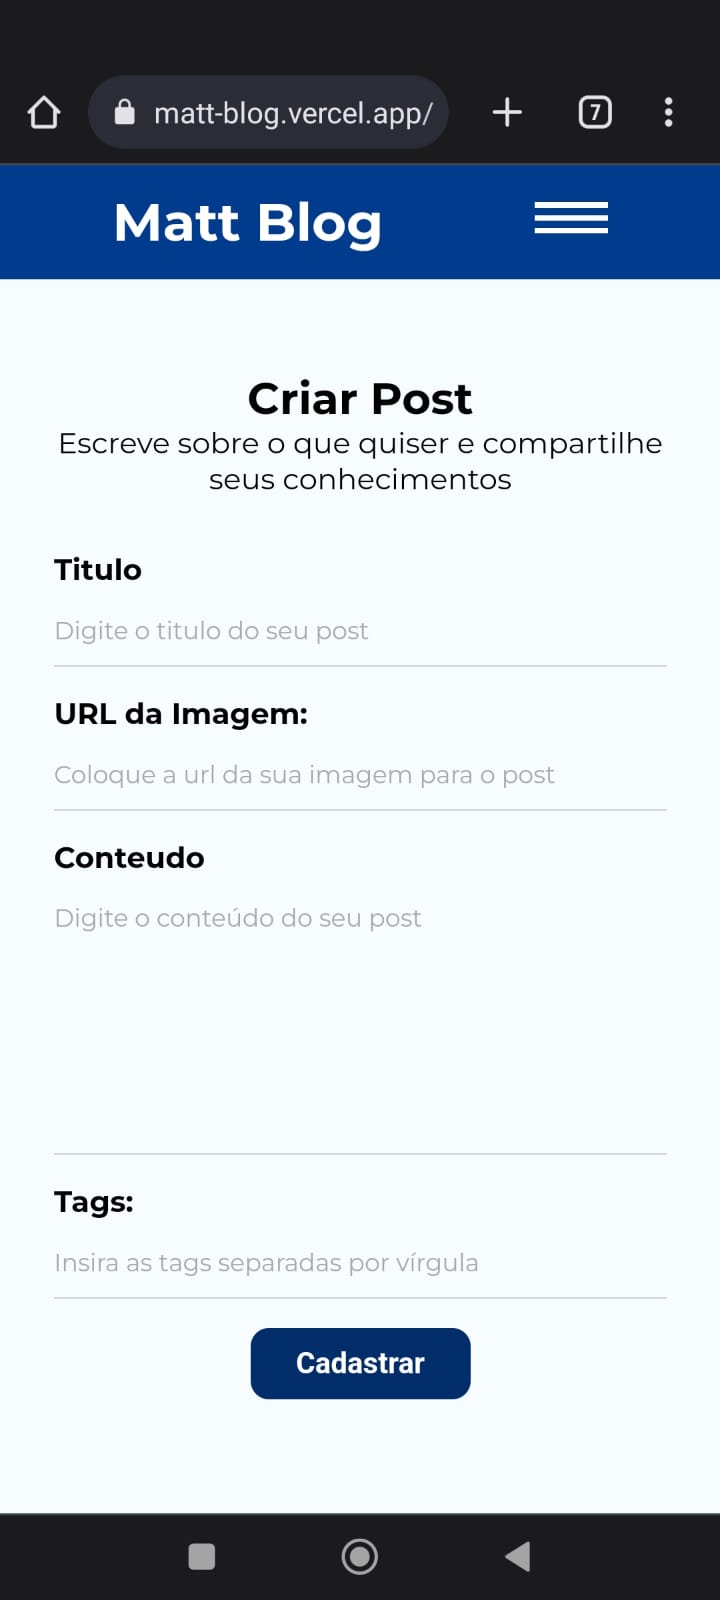 matt-blog.vercel.app/
7
Matt Blog
Criar Post
Escreve sobre o que quiser e compartilhe
seus conhecimentos
Titulo
Digite o titulo do seu post
URL da Imagem:
Coloque a url da sua imagem para o post
Conteudo
Digite o conteúdo do seu post
Tags:
Insira as tags separadas por vírgula
Cadastrar